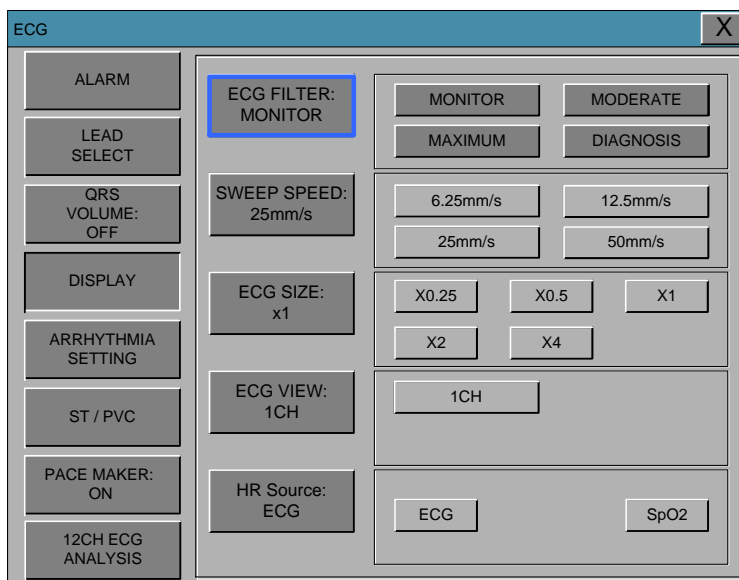 ECG
X
ALARM
LEAD
SELECT
QRS
VOLUME:
OFF
DISPLAY
ARRHYTHMIA
SETTING
ST / PVC
PACE MAKER:
ON
12CH ECG
ANALYSIS
ECG FILTER:
MONITOR
MONITOR
MODERATE
MAXIMUM
DIAGNOSIS
SWEEP SPEED:
25mm/s
6.25mm/s
12.5mm/s
25mm/s
50mm/s
ECG SIZE:
x1
X0.25
X0.5
X1
X2
X4
ECG VIEW:
1CH
1CH
HR Source:
ECG
ECG
SpO2